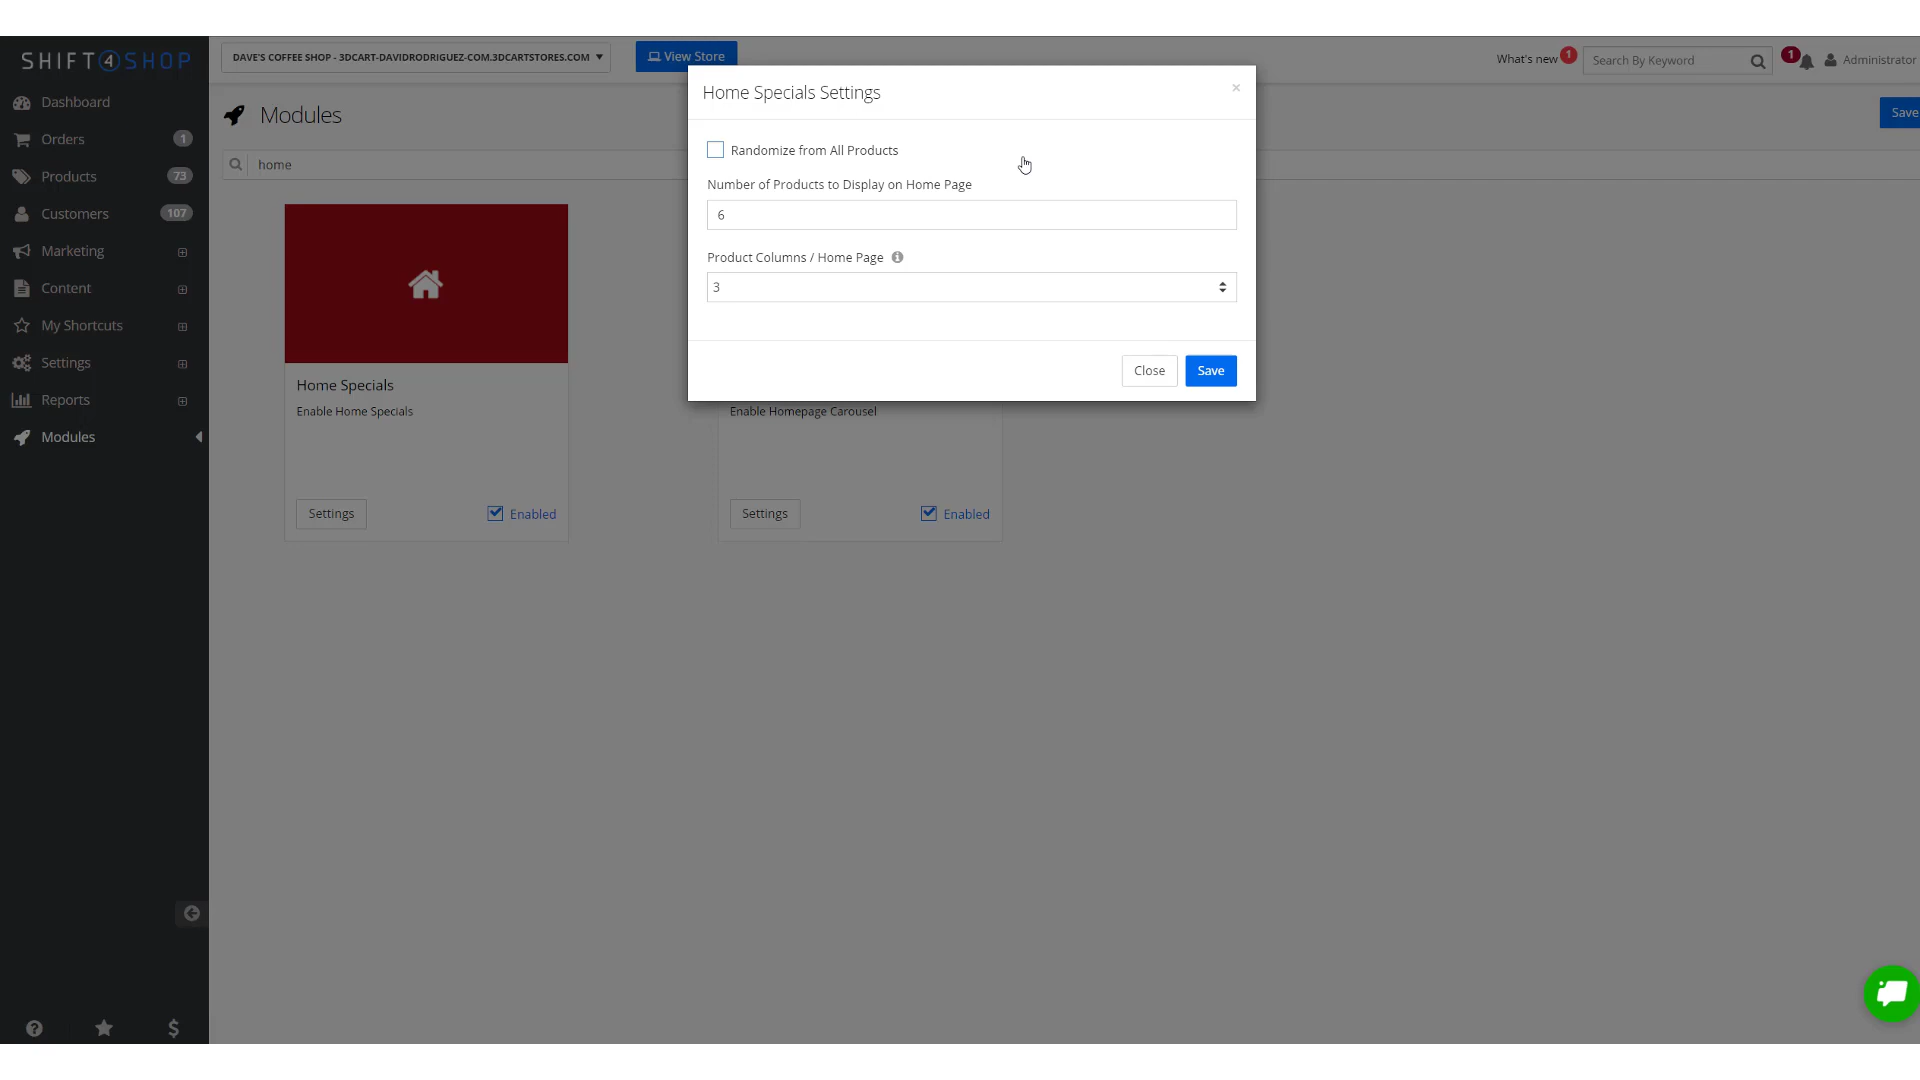 SHIFT4SHOP
DAVE'S COFFEE SHOP - 3DCART-DAVIDRODRIGUEZ-COM.3DCARTSTORES.COM
View Store
What's new 1
Search By Keyword
1
Administrator
Dashboard
Orders 1
Products 73
Customers 107
Marketing
Content
My Shortcuts
Settings
Reports
Modules
Modules
Save
home
Home Specials Settings
×
Randomize from All Products
Number of Products to Display on Home Page
6
Product Columns / Home Page
3
Close Save
Home Specials
Enable Home Specials
Settings Enabled
Enable Homepage Carousel
Settings Enabled